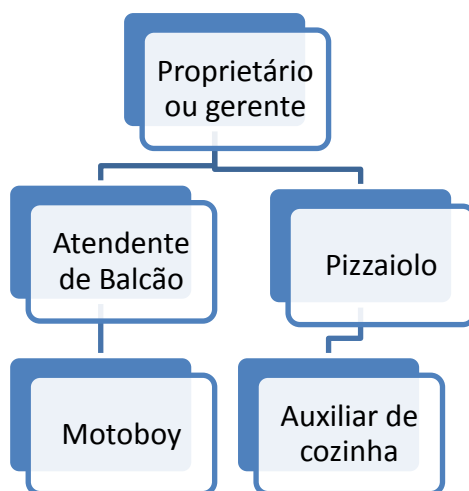 Proprietário
ou gerente
Atendente
de Balcão
Pizzaiolo
Motoboy
Auxiliar de
cozinha